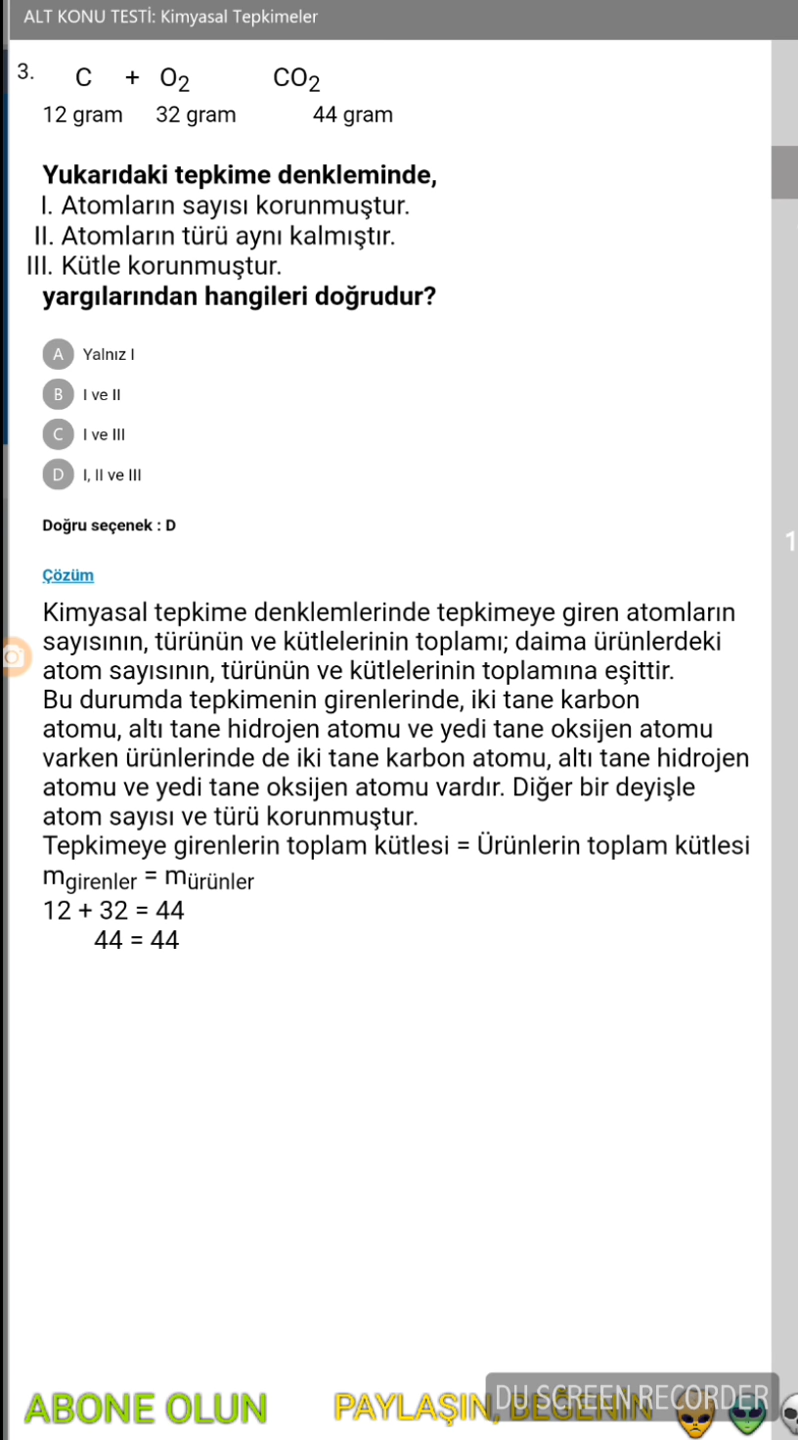 ALT KONU TESTİ: Kimyasal Tepkimeler
3. C + O2 CO2
12 gram 32 gram 44 gram
Yukarıdaki tepkime denkleminde,
I. Atomların sayısı korunmuştur.
II. Atomların türü aynı kalmıştır.
III. Kütle korunmuştur.
yargılarından hangileri doğrudur?
A Yalnız I
B I ve II
C I ve III
D I, II ve III
Doğru seçenek : D
Çözüm
Kimyasal tepkime denklemlerinde tepkimeye giren atomların
sayısının, türünün ve kütlelerinin toplamı; daima ürünlerdeki
atom sayısının, türünün ve kütlelerinin toplamına eşittir.
Bu durumda tepkimenin girenlerinde, iki tane karbon
atomu, altı tane hidrojen atomu ve yedi tane oksijen atomu
varken ürünlerinde de iki tane karbon atomu, altı tane hidrojen
atomu ve yedi tane oksijen atomu vardır. Diğer bir deyişle
atom sayısı ve türü korunmuştur.
Tepkimeye girenlerin toplam kütlesi = Ürünlerin toplam kütlesi
mgirenler = mürünler
12 + 32 = 44
44 = 44
1
DU SCREEN RECORDER
ABONE OLUN PAYLAŞIN, BEĞENİN